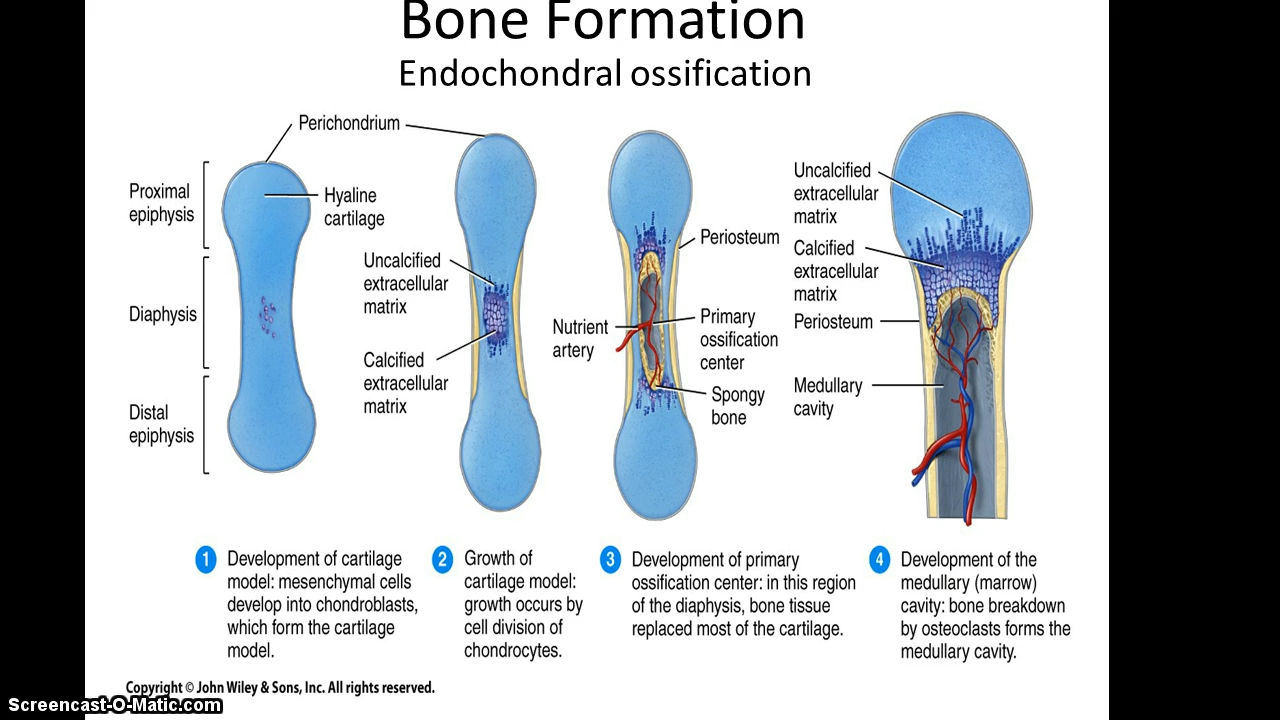 Bone Formation
Endochondral ossification
Perichondrium
Proximal
epiphysis
Hyaline
cartilage
Diaphysis
Distal
epiphysis
Uncalcified
extracellular
matrix
Calcified
extracellular
matrix
Periosteum
Nutrient
artery
Primary
ossification
center
Spongy
bone
Uncalcified
extracellular
matrix
Calcified
extracellular
matrix
Periosteum
Medullary
cavity
1 Development of cartilage
model: mesenchymal cells
develop into chondroblasts,
which form the cartilage
model.
2 Growth of
cartilage model:
growth occurs by
cell division of
chondrocytes.
3 Development of primary
ossification center: in this region
of the diaphysis, bone tissue
replaced most of the cartilage.
4 Development of the
medullary (marrow)
cavity: bone breakdown
by osteoclasts forms the
medullary cavity.
Copyright © John Wiley & Sons, Inc. All rights reserved.
Screencast-O-Matic.com